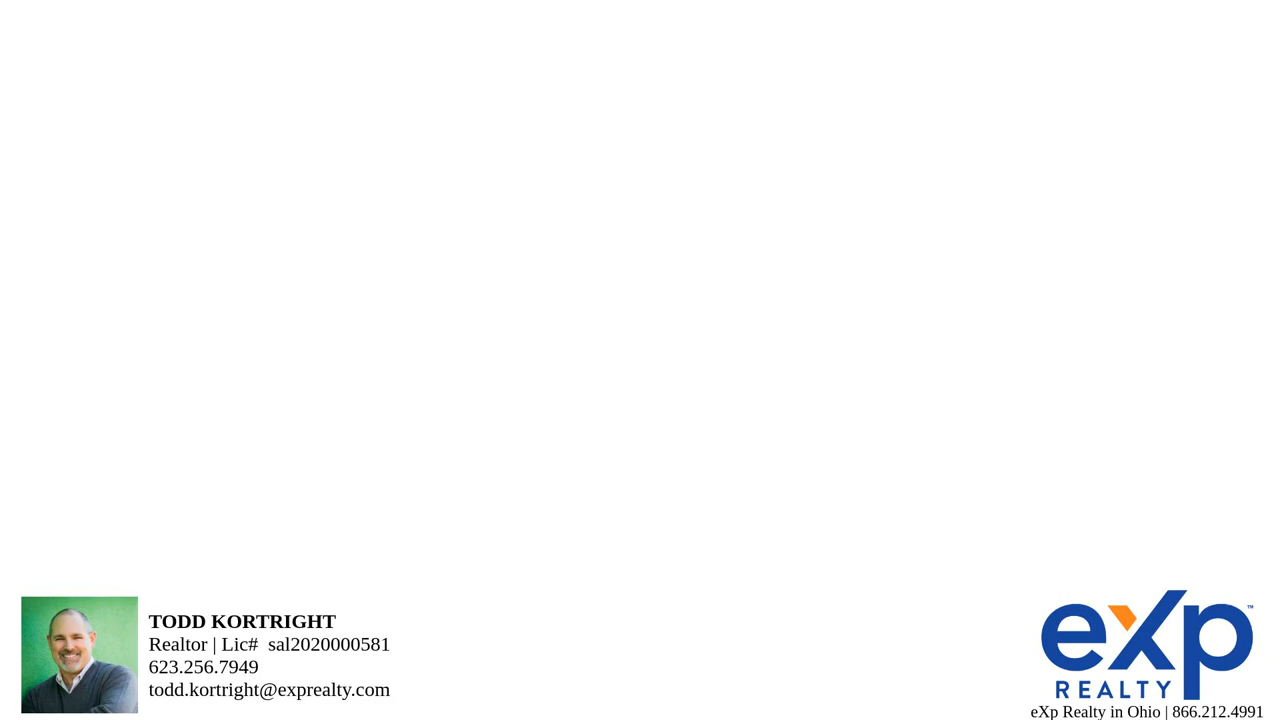 TODD KORTRIGHT
Realtor | Lic#  sal2020000581
623.256.7949
todd.kortright@exprealty.com
eXp
™
REALTY
eXp Realty in Ohio | 866.212.4991